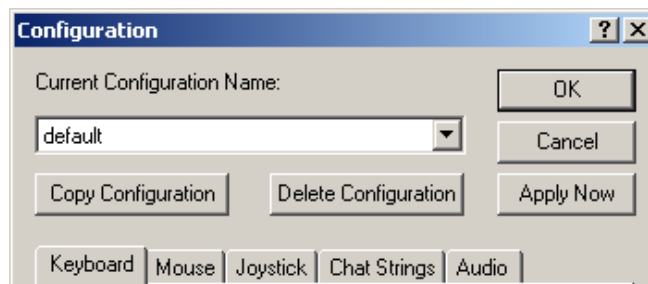 Configuration
Current Configuration Name:
OK
default
Cancel
Copy Configuration Delete Configuration Apply Now
Keyboard Mouse Joystick Chat Strings Audio